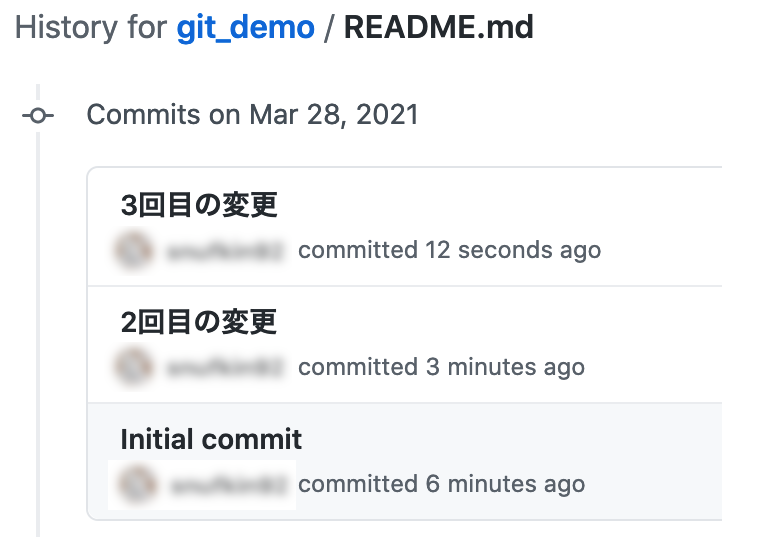 History for git_demo / README.md
Commits on Mar 28, 2021
3回目の変更
committed 12 seconds ago
2回目の変更
committed 3 minutes ago
Initial commit
committed 6 minutes ago